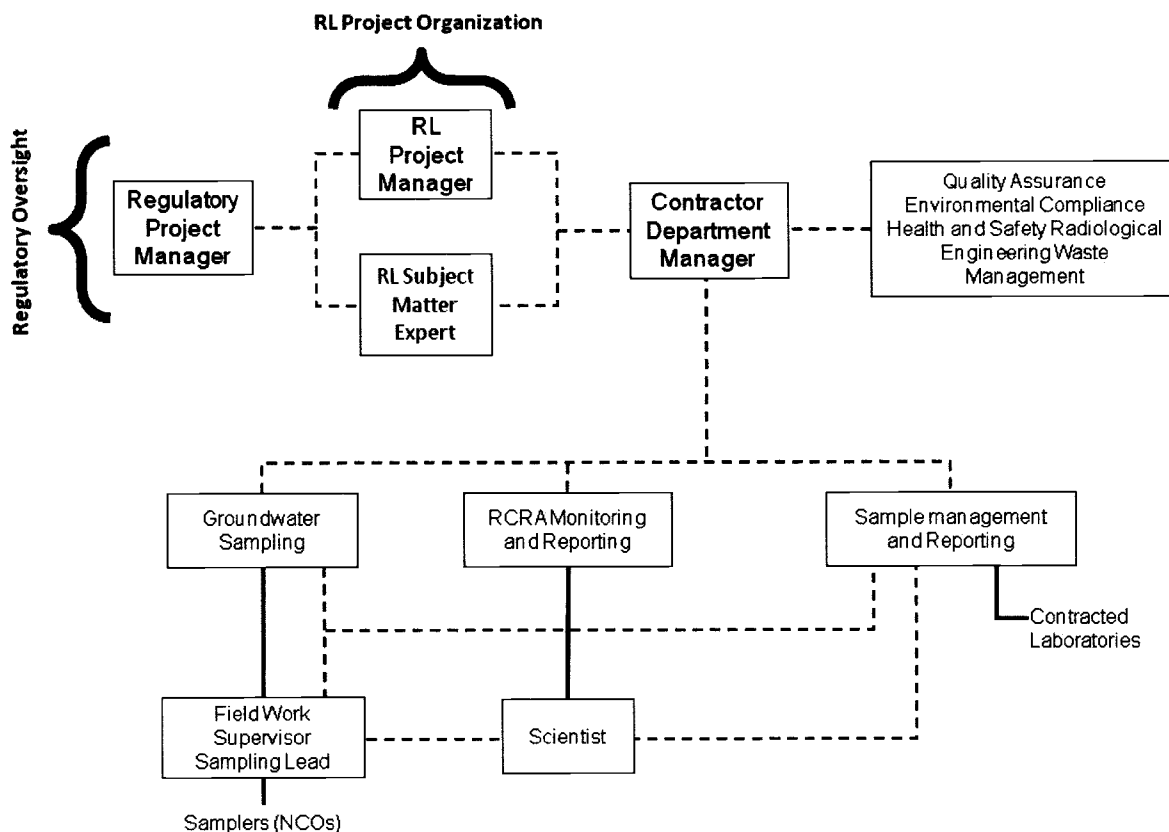 RL Project Organization
Regulatory Oversight
Regulatory
Project
Manager
RL
Project
Manager
RL Subject
Matter
Expert
Contractor
Department
Manager
Quality Assurance
Environmental Compliance
Health and Safety Radiological
Engineering Waste
Management
Groundwater
Sampling
RCRA Monitoring
and Reporting
Sample management
and Reporting
Contracted
Laboratories
Field Work
Supervisor
Sampling Lead
Scientist
Samplers (NCOs)